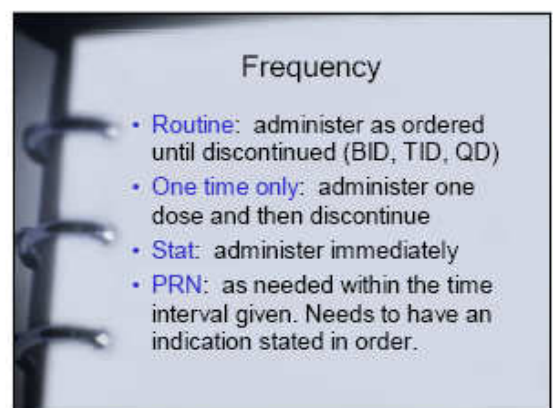 Frequency
• Routine: administer as ordered
until discontinued (BID, TID, QD)
• One time only: administer one
dose and then discontinue
• Stat: administer immediately
• PRN: as needed within the time
interval given. Needs to have an
indication stated in order.